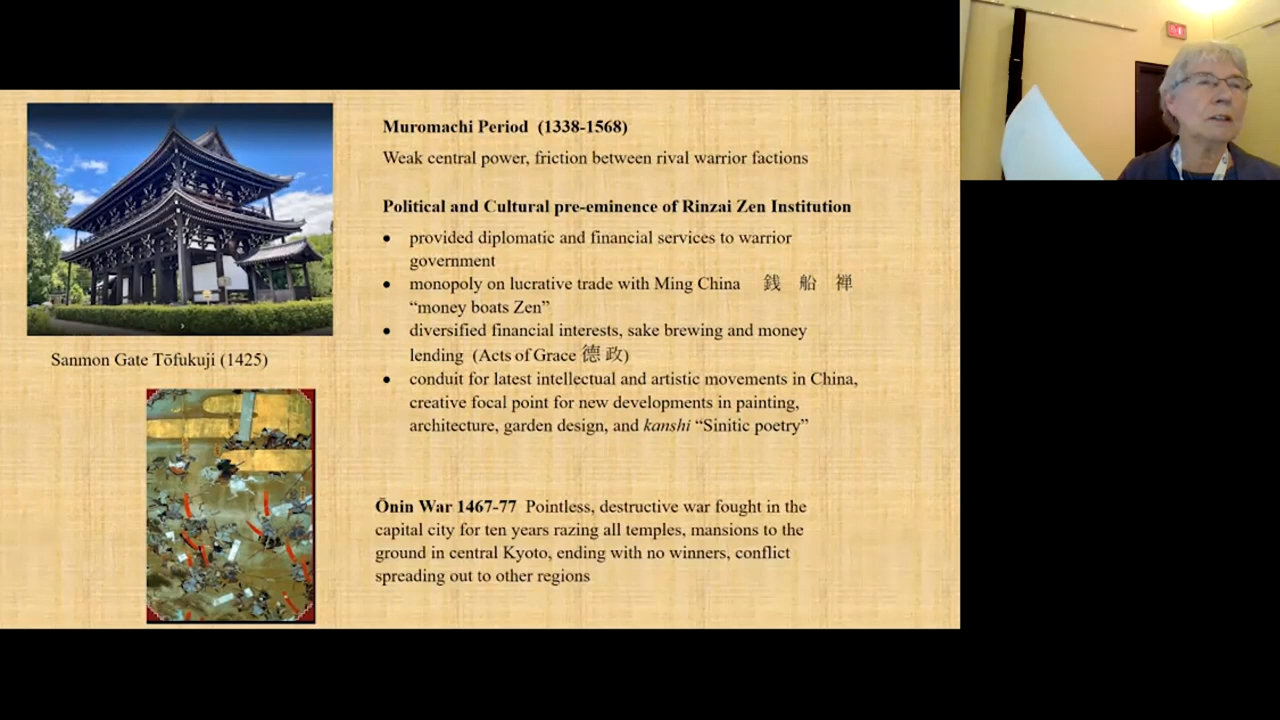 Muromachi Period (1338-1568)
Weak central power, friction between rival warrior factions
Political and Cultural pre-eminence of Rinzai Zen Institution
• provided diplomatic and financial services to warrior
government
• monopoly on lucrative trade with Ming China 銭 船 禅
“money boats Zen”
• diversified financial interests, sake brewing and money
lending (Acts of Grace 德政)
• conduit for latest intellectual and artistic movements in China,
creative focal point for new developments in painting,
architecture, garden design, and kanshi “Sinitic poetry”
Sanmon Gate Tōfukuji (1425)
Ōnin War 1467-77 Pointless, destructive war fought in the
capital city for ten years razing all temples, mansions to the
ground in central Kyoto, ending with no winners, conflict
spreading out to other regions